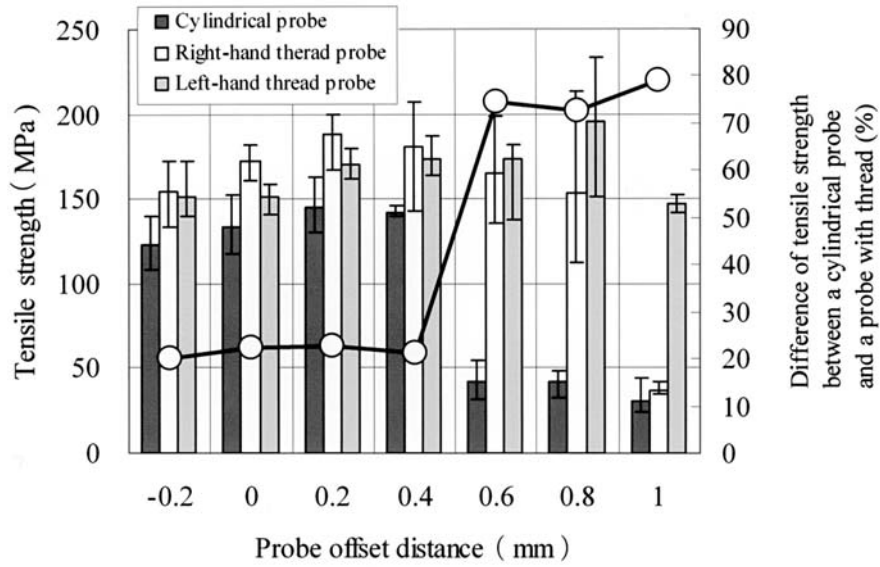 Cylindrical probe
Right-hand therad probe
Left-hand thread probe
250
200
150
100
50
0
Tensile strength ( MPa)
90
80
70
60
50
40
30
20
10
0
Difference of tensile strength
between a cylindrical probe
and a probe with thread (%)
-0.2 0 0.2 0.4 0.6 0.8 1
Probe offset distance ( mm )